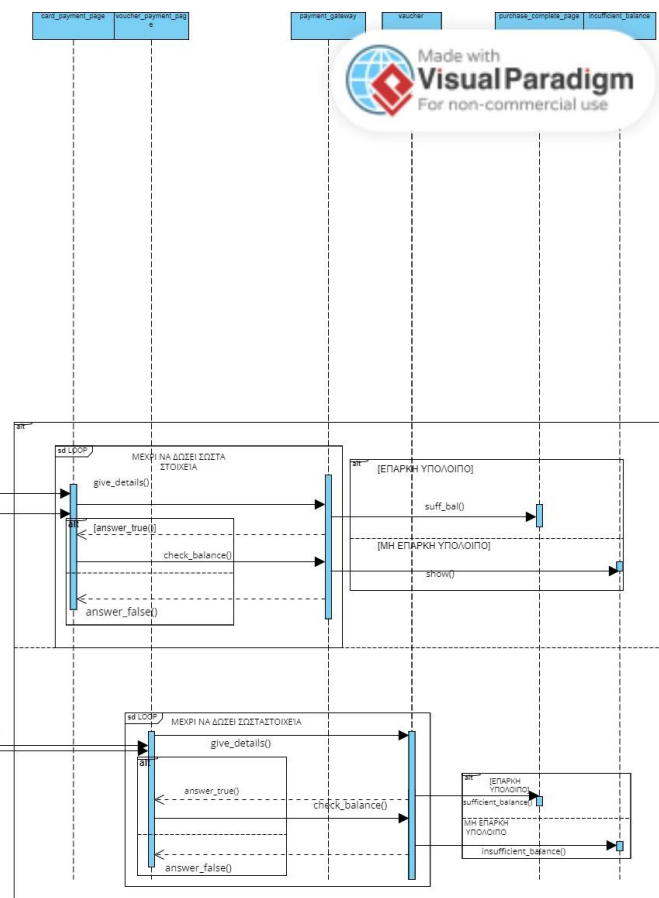 card_payment_page
voucher_payment_pag
e
payment_gateway
vaucher
purchase_complete_page
incufficient_balance
Made with
Visual Paradigm
For non-commercial use
alt
sd LOOP
ΜΕΧΡΙ ΝΑ ΔΩΣΕΙ ΣΩΣΤΑ
ΣΤΟΙΧΕΊΑ
give_details()
alt
[ΕΠΑΡΚΗ ΥΠΟΛΟΙΠΟ]
suff_bal()
alt
[answer_true()]
[ΜΗ ΕΠΑΡΚΗ ΥΠΟΛΟΙΠΟ]
check_balance()
show()
answer_false()
sd LOOP
ΜΕΧΡΙ ΝΑ ΔΩΣΕΙ ΣΩΣΤΑΣΤΟΙΧΕΊΑ
give_details()
alt
answer_true()
check_balance()
alt
[ΕΠΑΡΚΗ
ΥΠΟΛΟΙΠΟ]
sufficient_balance()
ΜΗ ΕΠΑΡΚΗ
ΥΠΟΛΟΙΠΟ
insufficient_balance()
answer_false()